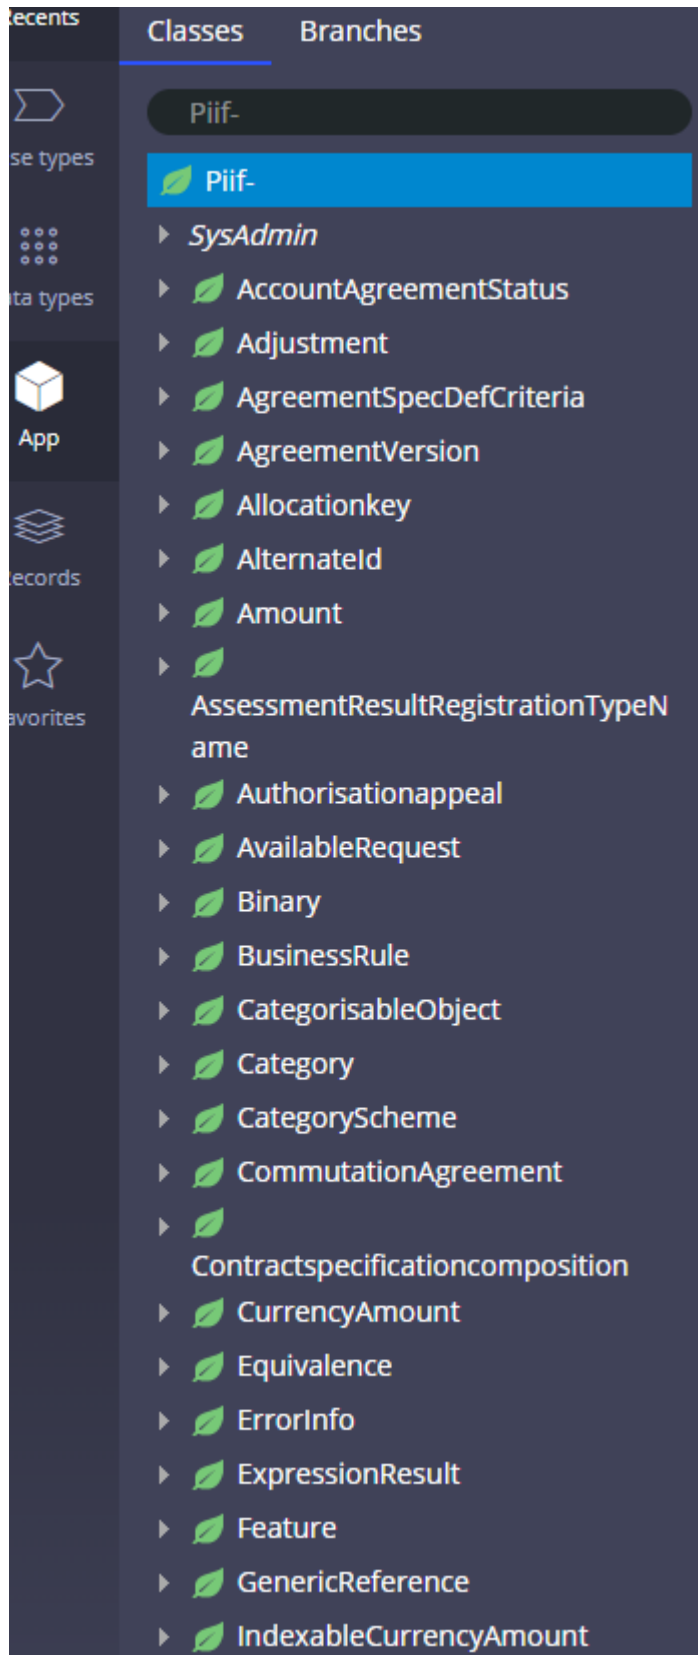 ecents
Classes Branches
Piif-
se types
Piif-
SysAdmin
ta types
AccountAgreementStatus
Adjustment
AgreementSpecDefCriteria
App
AgreementVersion
Allocationkey
AlternateId
ecords
Amount
AssessmentResultRegistrationTypeN
ame
avorites
Authorisationappeal
AvailableRequest
Binary
BusinessRule
CategorisableObject
Category
CategoryScheme
CommutationAgreement
Contractspecificationcomposition
CurrencyAmount
Equivalence
ErrorInfo
ExpressionResult
Feature
GenericReference
IndexableCurrencyAmount